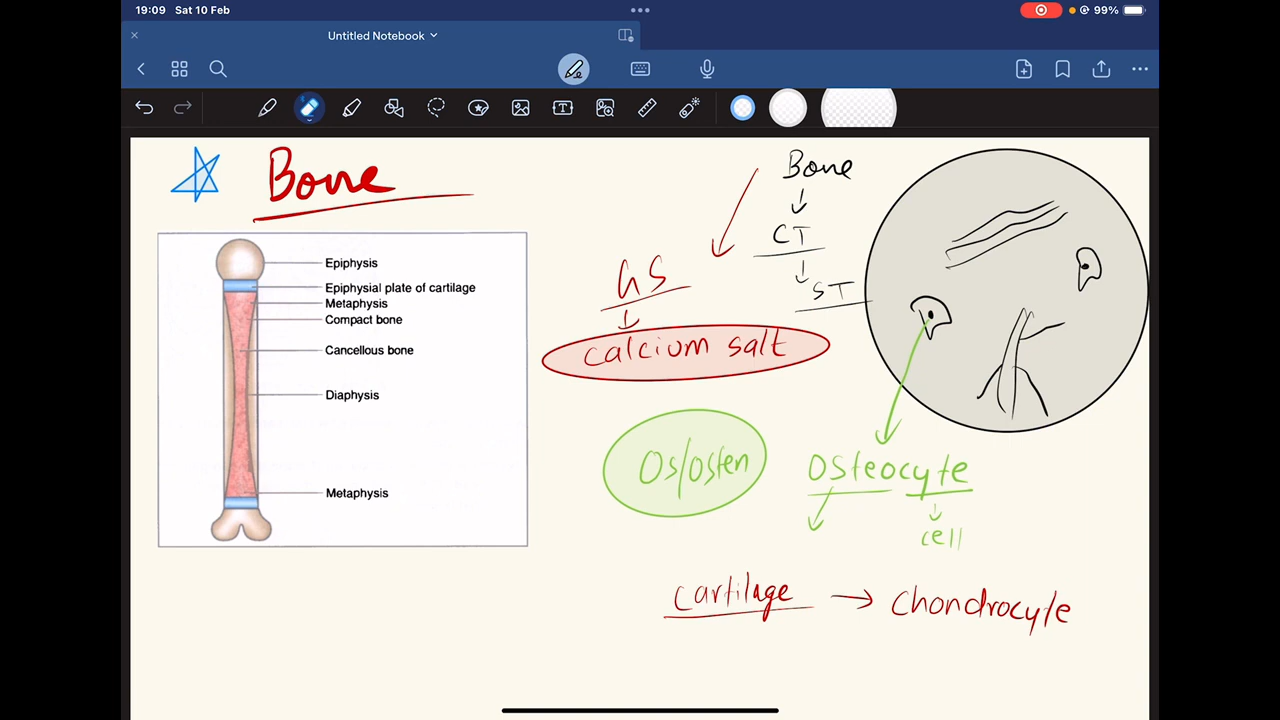 19:09 Sat 10 Feb
99%
Untitled Notebook
Bone
Epiphysis
Epiphysial plate of cartilage
Metaphysis
Compact bone
Cancellous bone
Diaphysis
Metaphysis
Bone
CT
ST
GS
calcium salt
Os/osten
Osteocyte
cell
cartilage → chondrocyte